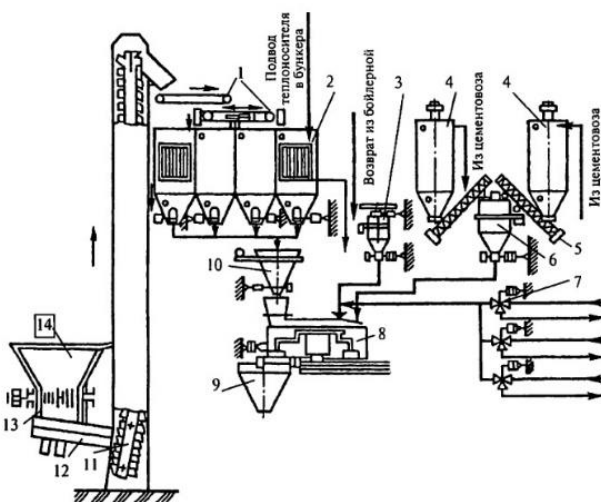 Подвод
теплоносителя
в бункера
1
2
Возврат из бойлерной
3
4
Из цементовоза
4
Из цементовоза
5
6
7
8
9
10
11
12
13
14